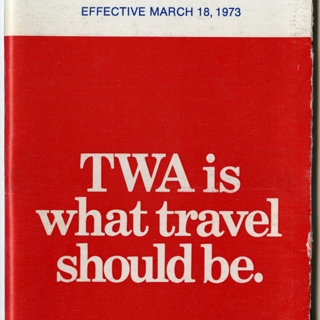 EFFECTIVE MARCH 18, 1973
TWA is
what travel
should be.